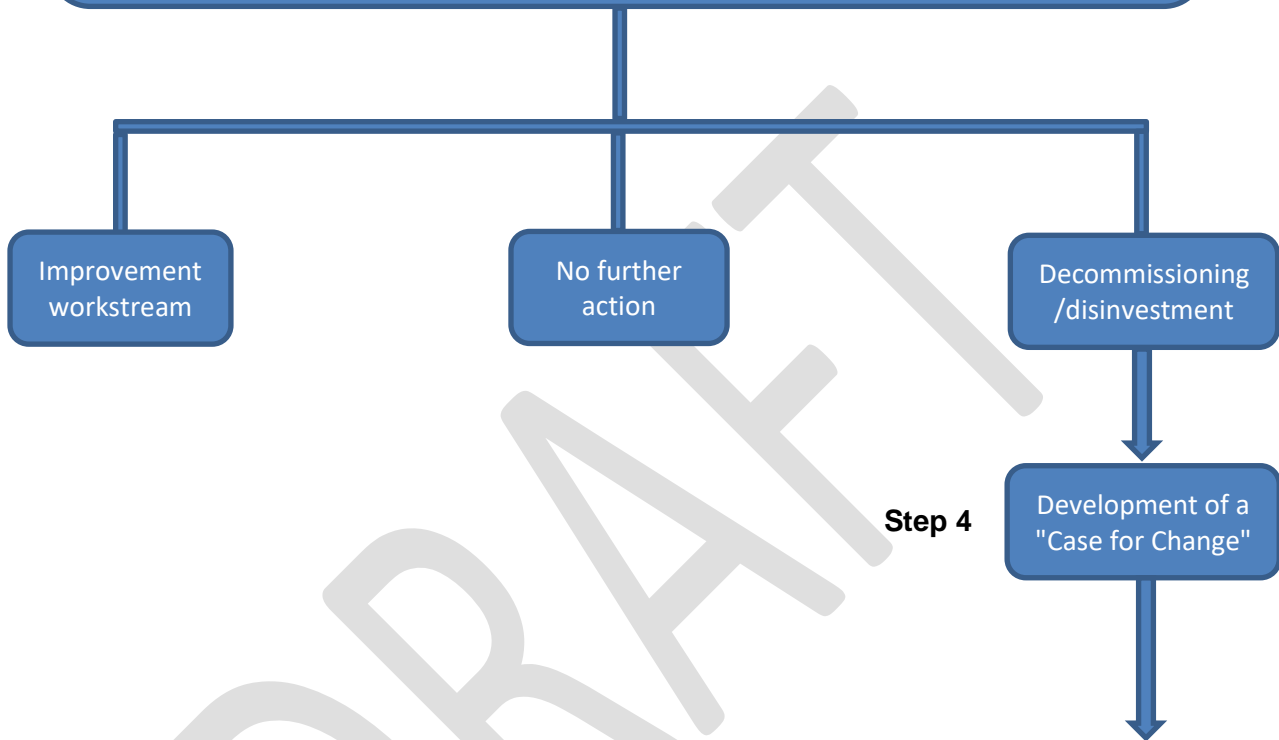 Improvement
workstream
No further
action
Decommissioning
/disinvestment
Step 4
Development of a
"Case for Change"
DRAFT